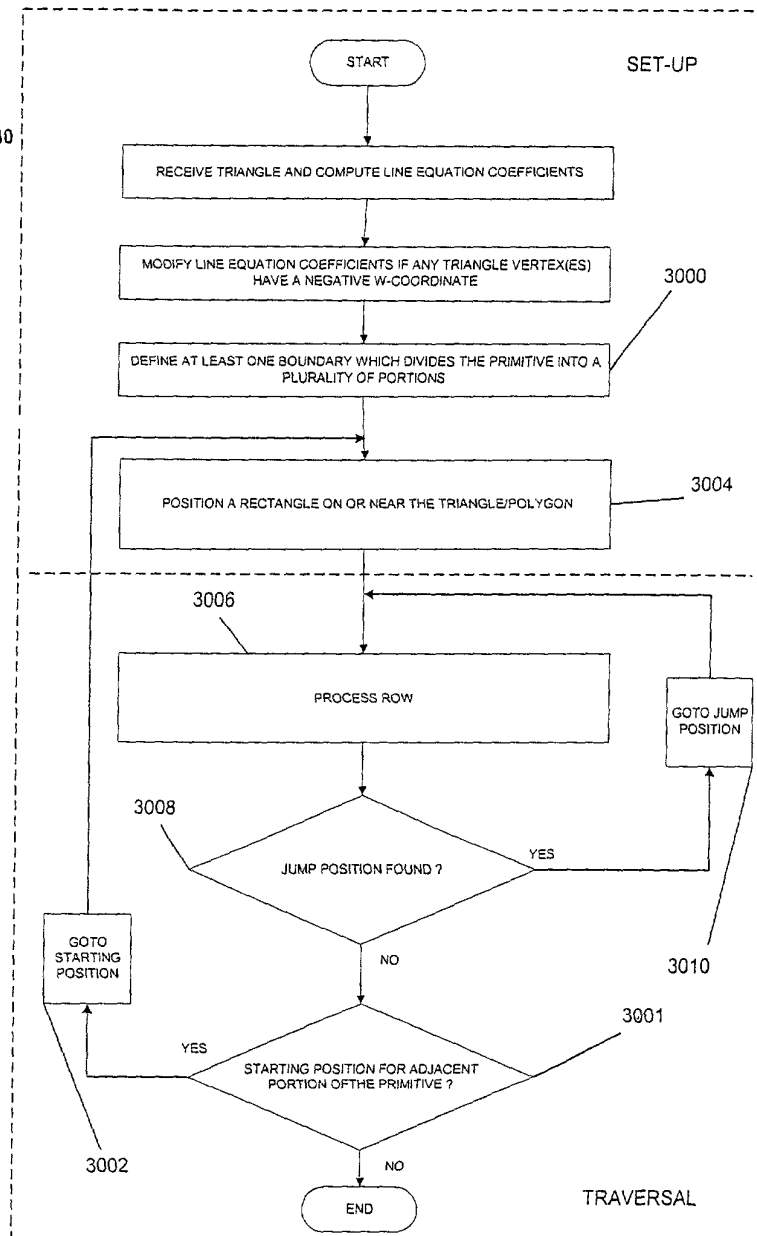 START
SET-UP
40
RECEIVE TRIANGLE AND COMPUTE LINE EQUATION COEFFICIENTS
MODIFY LINE EQUATION COEFFICIENTS IF ANY TRIANGLE VERTEX(ES)
HAVE A NEGATIVE W-COORDINATE
3000
DEFINE AT LEAST ONE BOUNDARY WHICH DIVIDES THE PRIMITIVE INTO A
PLURALITY OF PORTIONS
3004
POSITION A RECTANGLE ON OR NEAR THE TRIANGLE/POLYGON
3006
PROCESS ROW
GOTO JUMP
POSITION
3008
YES
JUMP POSITION FOUND ?
GOTO
STARTING
POSITION
NO
3010
3001
YES
STARTING POSITION FOR ADJACENT
PORTION OFTHE PRIMITIVE ?
3002
NO
END
TRAVERSAL